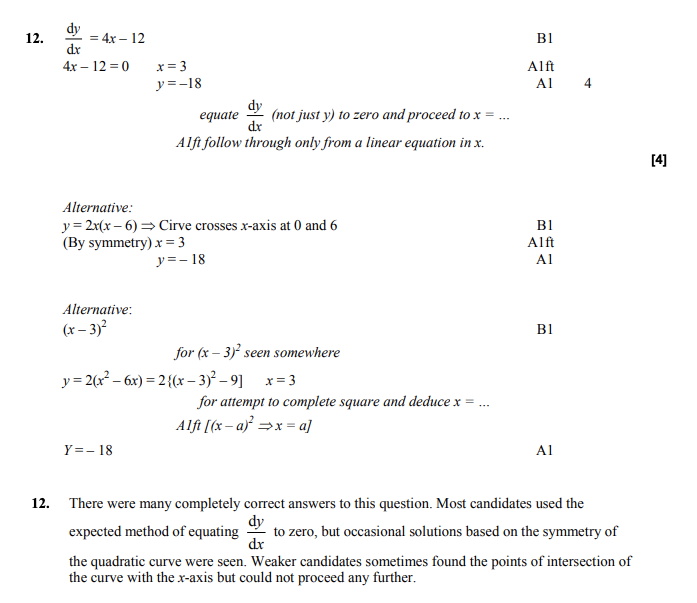 12. dy/dx = 4x – 12 B1
4x – 12 = 0 x = 3 A1ft
y = –18 A1 4
equate dy/dx (not just y) to zero and proceed to x = ...
A1ft follow through only from a linear equation in x.
[4]
Alternative:
y = 2x(x – 6) ⇒ Cirve crosses x-axis at 0 and 6 B1
(By symmetry) x = 3 A1ft
y = – 18 A1
Alternative:
(x – 3)² B1
for (x – 3)² seen somewhere
y = 2(x² – 6x) = 2{(x – 3)² – 9] x = 3
for attempt to complete square and deduce x = ...
A1ft [(x – a)² ⇒ x = a]
Y = – 18 A1
12. There were many completely correct answers to this question. Most candidates used the
expected method of equating dy/dx to zero, but occasional solutions based on the symmetry of
the quadratic curve were seen. Weaker candidates sometimes found the points of intersection of
the curve with the x-axis but could not proceed any further.